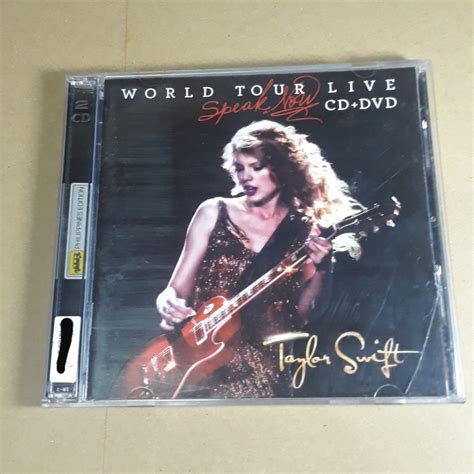 WORLD TOUR LIVE
Speak Now
CD+DVD
Taylor Swift
2
CD
PHILIPPINES EDITION